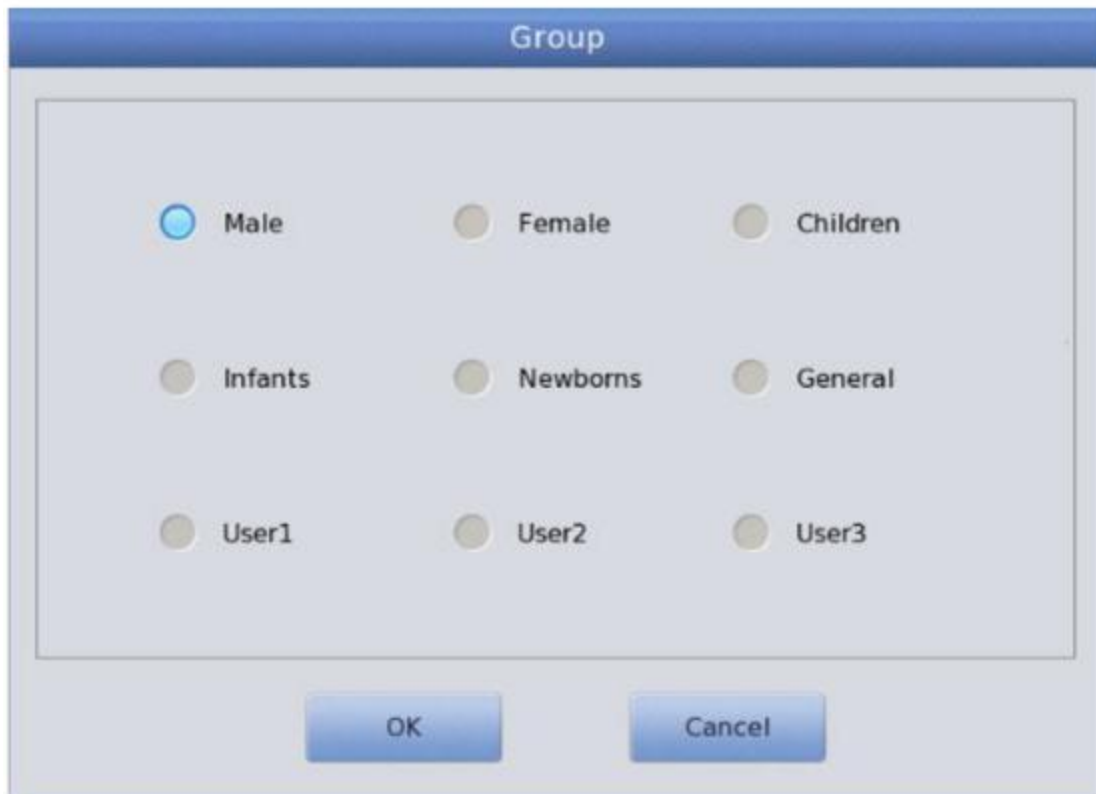 Group
Male Female Children
Infants Newborns General
User1 User2 User3
OK Cancel